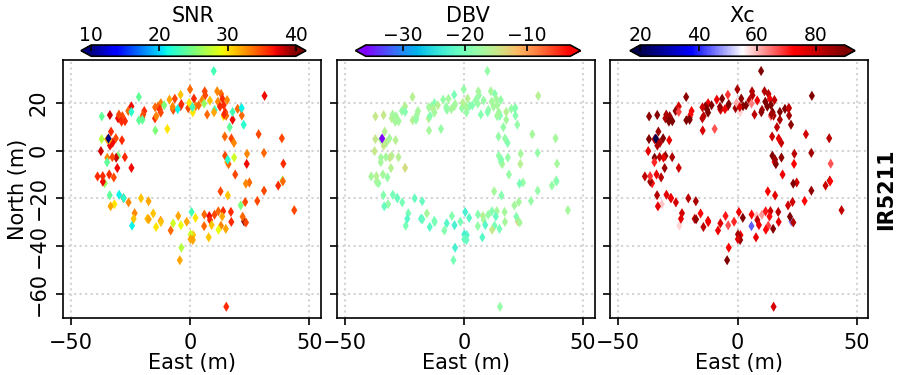 SNR DBV Xc
10 20 30 40 −30 −20 −10 20 40 60 80
North (m)
20
0
−20
−40
−60
IR5211
−50 0 50 −50 0 50 −50 0 50
East (m) East (m) East (m)